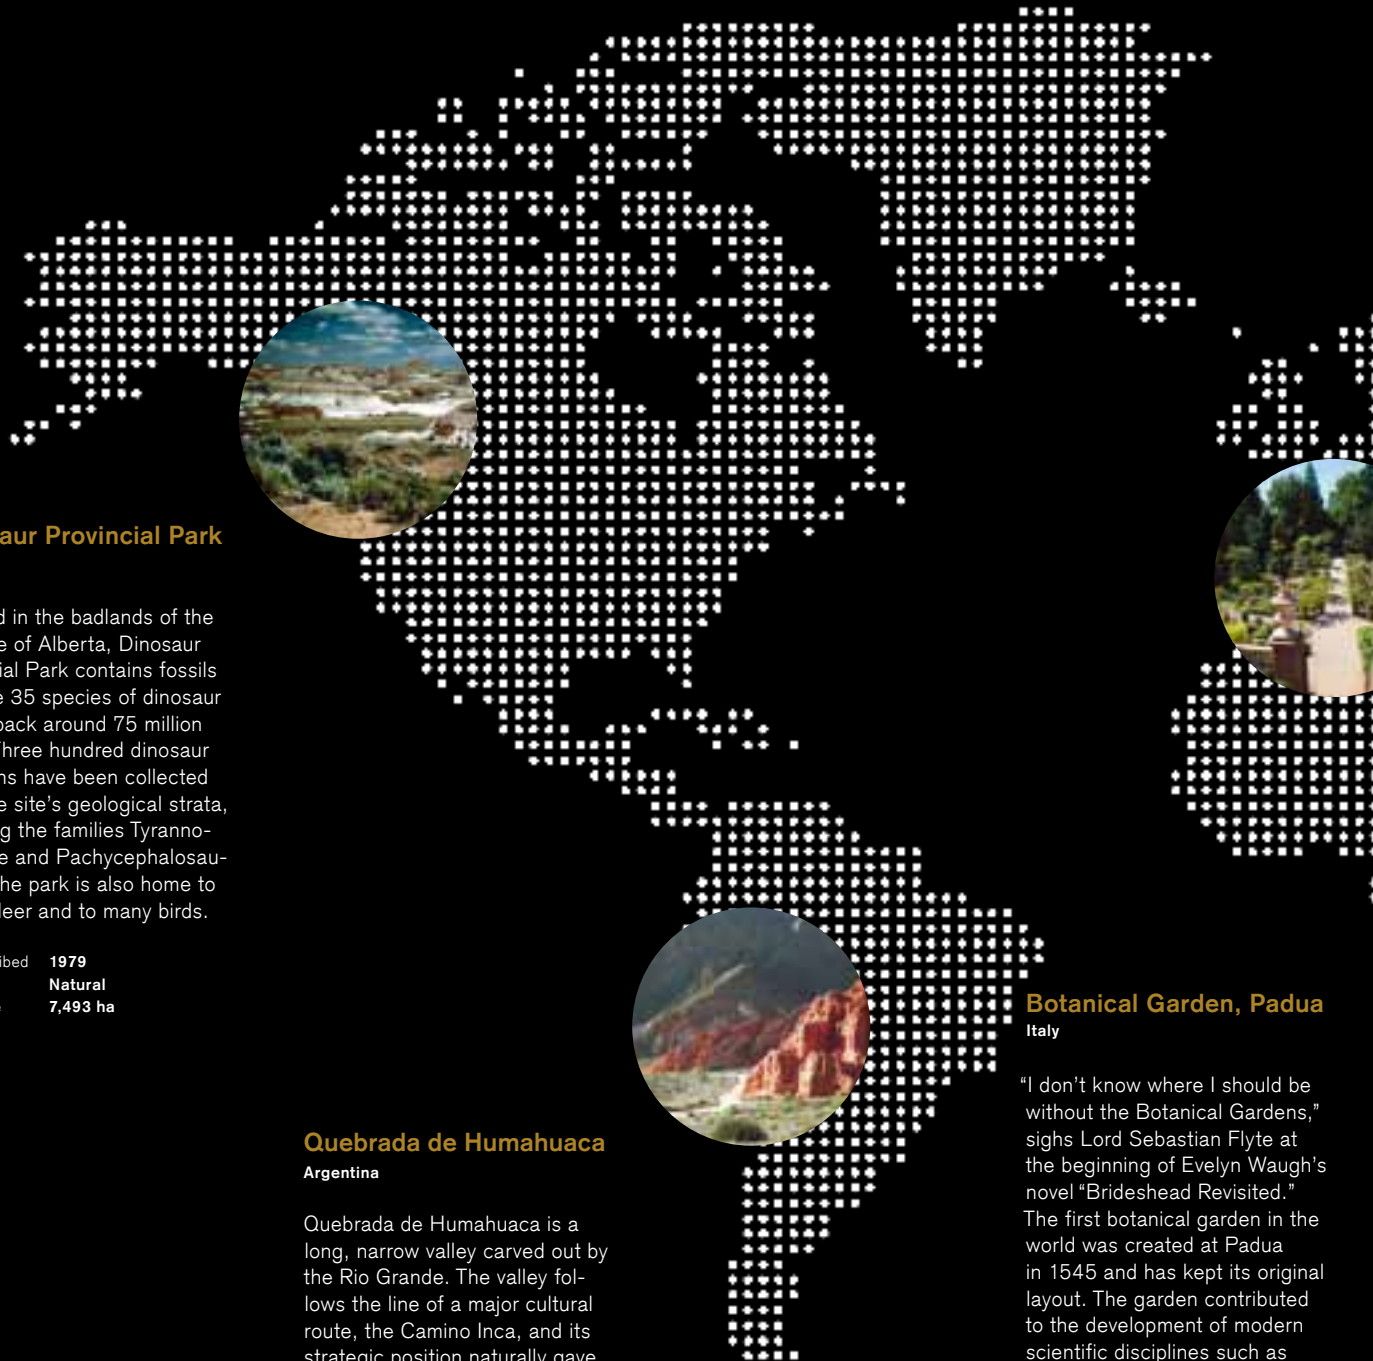 aur Provincial Park
d in the badlands of the
e of Alberta, Dinosaur
ial Park contains fossils
e 35 species of dinosaur
back around 75 million
Three hundred dinosaur
ns have been collected
e site’s geological strata,
g the families Tyranno-
e and Pachycephalosau-
he park is also home to
leer and to many birds.
ibed 1979
Natural
7,493 ha
Quebrada de Humahuaca
Argentina
Quebrada de Humahuaca is a
long, narrow valley carved out by
the Rio Grande. The valley fol-
lows the line of a major cultural
route, the Camino Inca, and its
strategic position naturally gave
Botanical Garden, Padua
Italy
“I don’t know where I should be
without the Botanical Gardens,”
sighs Lord Sebastian Flyte at
the beginning of Evelyn Waugh’s
novel “Brideshead Revisited.”
The first botanical garden in the
world was created at Padua
in 1545 and has kept its original
layout. The garden contributed
to the development of modern
scientific disciplines such as